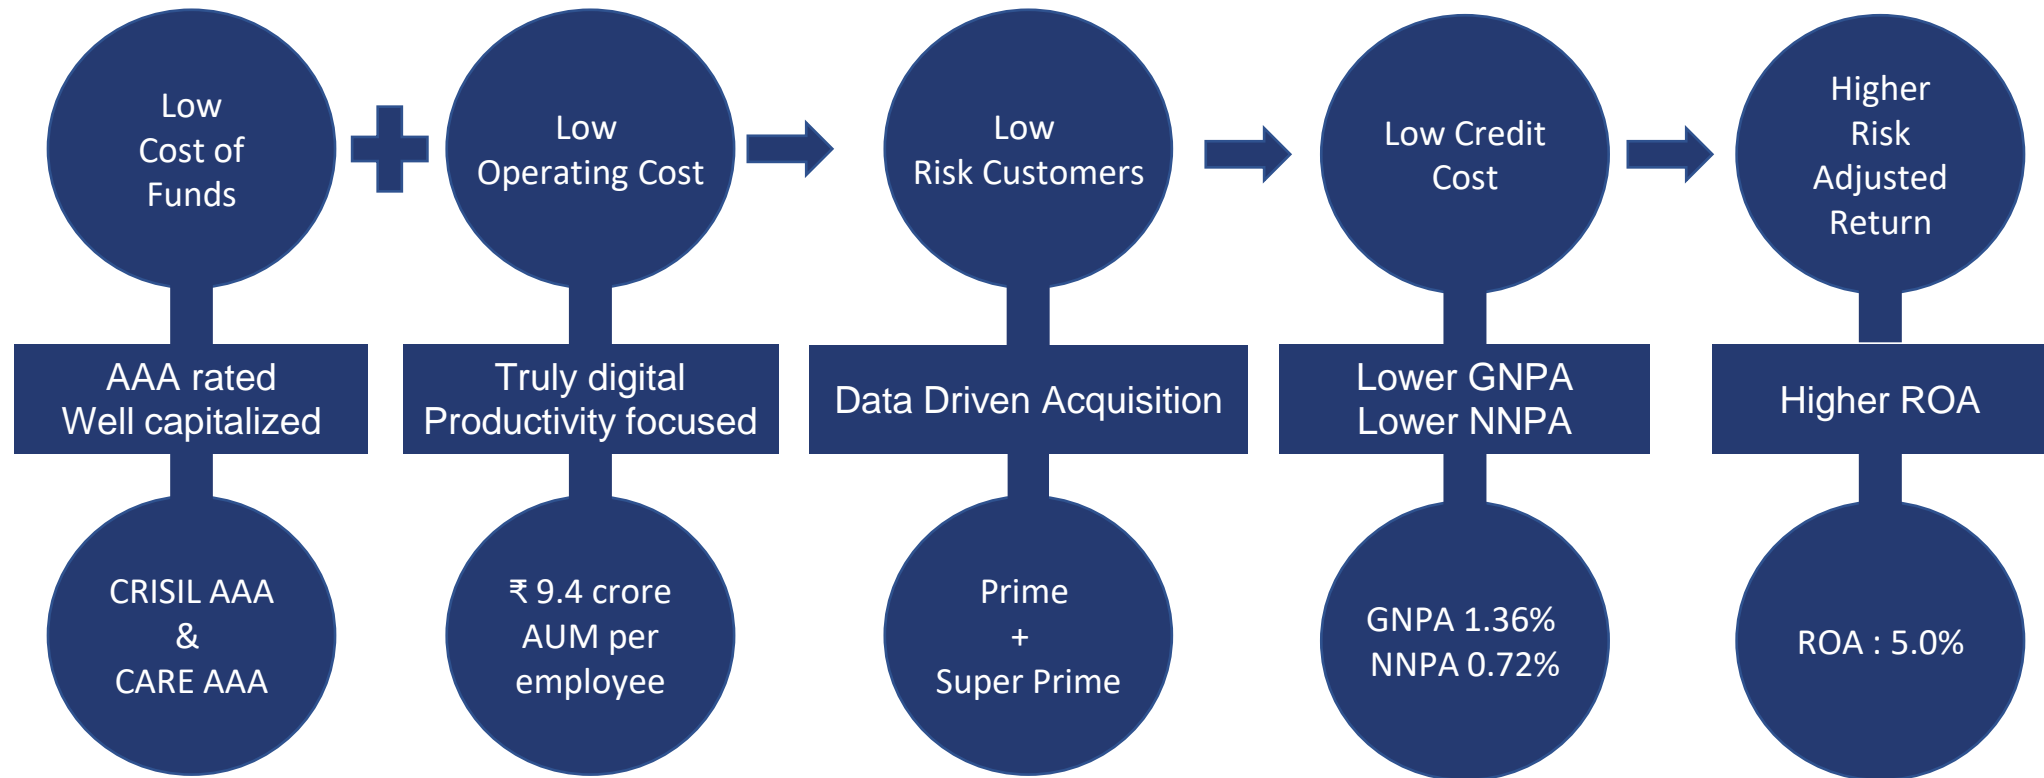 Low
Cost of
Funds
Low
Operating Cost
Low
Risk Customers
Low Credit
Cost
Higher
Risk
Adjusted
Return
AAA rated
Well capitalized
Truly digital
Productivity focused
Data Driven Acquisition
Lower GNPA
Lower NNPA
Higher ROA
CRISIL AAA
&
CARE AAA
₹ 9.4 crore
AUM per
employee
Prime
+
Super Prime
GNPA 1.36%
NNPA 0.72%
ROA : 5.0%